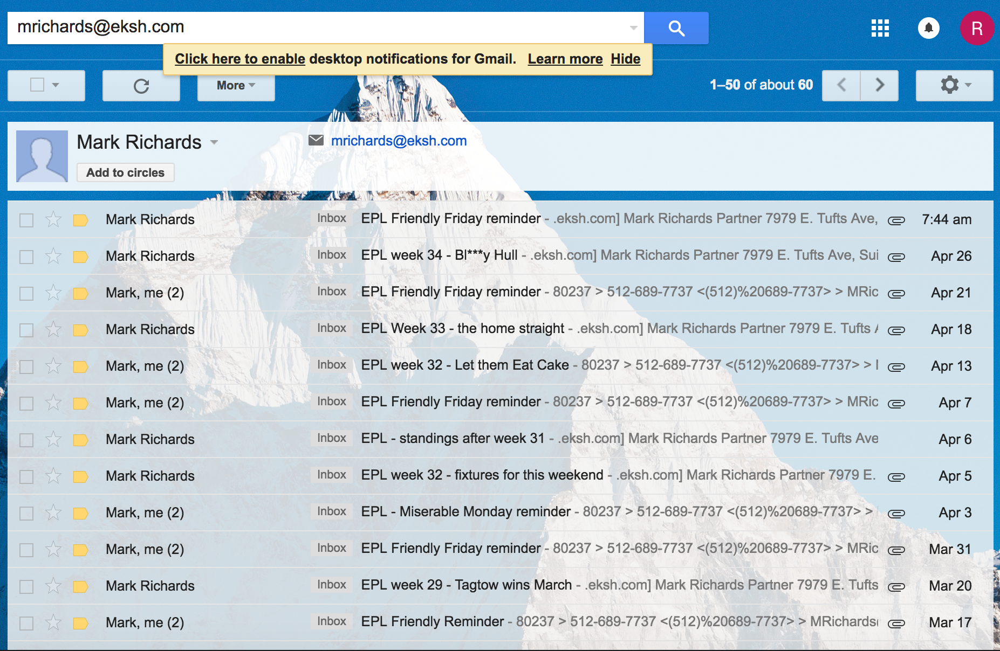 mrichards@eksh.com
R
Click here to enable desktop notifications for Gmail. Learn more Hide
More
1–50 of about 60
Mark Richards
mrichards@eksh.com
Add to circles
Mark Richards Inbox EPL Friendly Friday reminder - .eksh.com] Mark Richards Partner 7979 E. Tufts Ave, 7:44 am
Mark Richards Inbox EPL week 34 - Bl***y Hull - .eksh.com] Mark Richards Partner 7979 E. Tufts Ave, Sui Apr 26
Mark, me (2) Inbox EPL Friendly Friday reminder - 80237 > 512-689-7737 <(512)%20689-7737> > MRic Apr 21
Mark Richards Inbox EPL Week 33 - the home straight - .eksh.com] Mark Richards Partner 7979 E. Tufts Apr 18
Mark, me (2) Inbox EPL week 32 - Let them Eat Cake - 80237 > 512-689-7737 <(512)%20689-7737> > Apr 13
Mark, me (2) Inbox EPL Friendly Friday reminder - 80237 > 512-689-7737 <(512)%20689-7737> > MRic Apr 7
Mark Richards Inbox EPL - standings after week 31 - .eksh.com] Mark Richards Partner 7979 E. Tufts Ave Apr 6
Mark Richards Inbox EPL week 32 - fixtures for this weekend - .eksh.com] Mark Richards Partner 7979 E. Apr 5
Mark, me (2) Inbox EPL - Miserable Monday reminder - 80237 > 512-689-7737 <(512)%20689-7737> > Apr 3
Mark, me (2) Inbox EPL Friendly Friday reminder - 80237 > 512-689-7737 <(512)%20689-7737> > MRic Mar 31
Mark Richards Inbox EPL week 29 - Tagtow wins March - .eksh.com] Mark Richards Partner 7979 E. Tufts Mar 20
Mark, me (2) Inbox EPL Friendly Reminder - 80237 > 512-689-7737 <(512)%20689-7737> > MRichards Mar 17